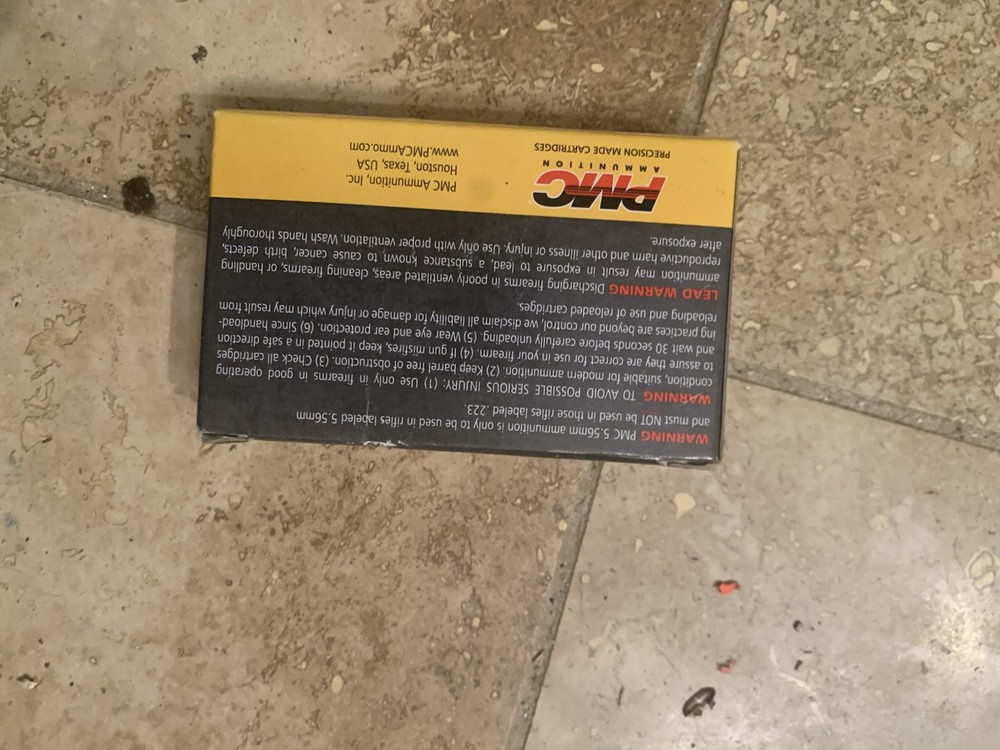 WARNING PMC 5.56mm ammunition is only to be used in rifles labeled 5.56mm
and must NOT be used in those rifles labeled .223.
WARNING TO AVOID POSSIBLE SERIOUS INJURY: (1) Use only in firearms in good operating
condition, suitable for modern ammunition. (2) Keep barrel free of obstruction. (3) Check all cartridges
to assure they are correct for use in your firearm. (4) If gun misfires, keep it pointed in a safe direction
and wait 30 seconds before carefully unloading. (5) Wear eye and ear protection. (6) Since handload-
ing practices are beyond our control, we disclaim all liability for damage or injury which may result from
reloading and use of reloaded cartridges.
LEAD WARNING Discharging firearms in poorly ventilated areas, cleaning firearms, or handling
ammunition may result in exposure to lead, a substance known to cause cancer, birth defects,
reproductive harm and other illness or injury. Use only with proper ventilation. Wash hands thoroughly
after exposure.
PMC
AMMUNITION
PRECISION MADE CARTRIDGES
PMC Ammunition, Inc.
Houston, Texas, USA
www.PMCAmmo.com